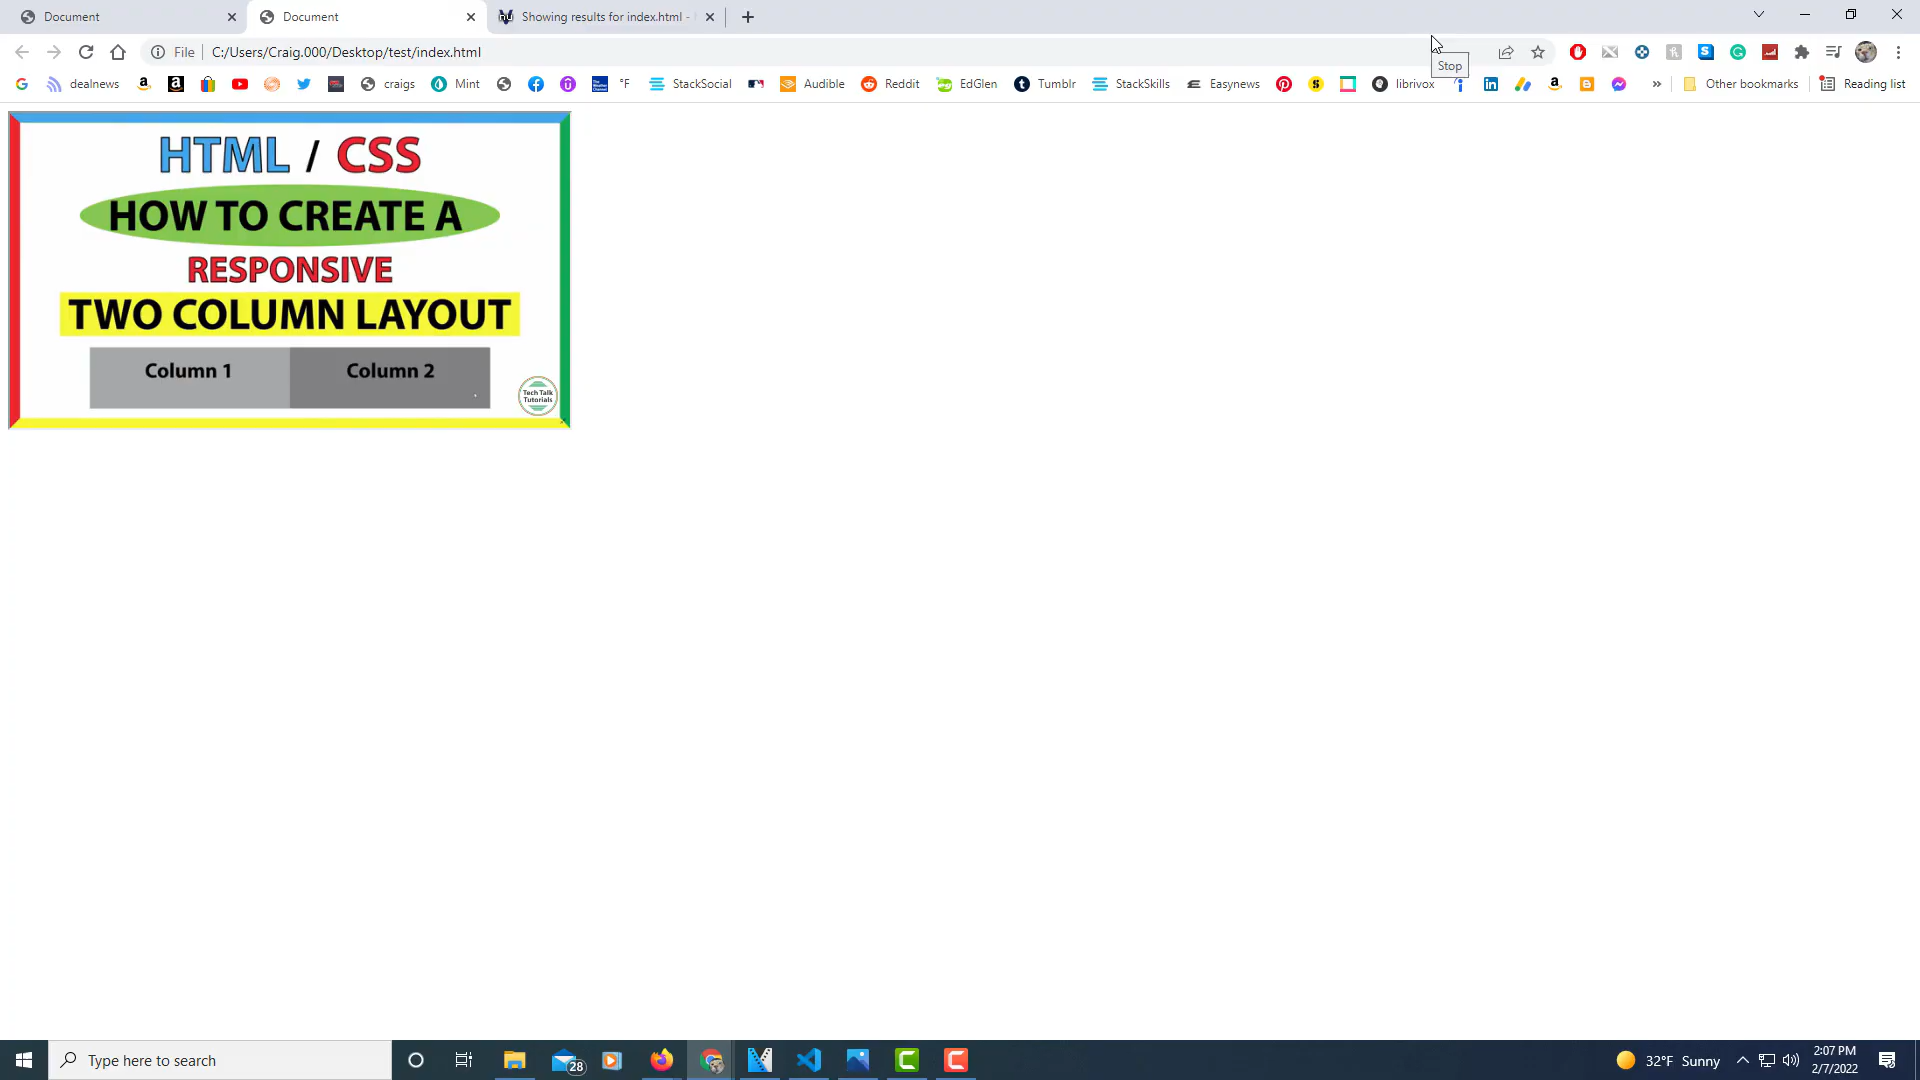 Document
Document
Showing results for index.html -
File
C:/Users/Craig.000/Desktop/test/index.html
Stop
dealnews
craigs
Mint
°F
StackSocial
Audible
Reddit
EdGlen
Tumblr
StackSkills
Easynews
librivox
»
Other bookmarks
Reading list
HTML / CSS
HOW TO CREATE A
RESPONSIVE
TWO COLUMN LAYOUT
Column 1
Column 2
Tech Talk
Tutorials
Type here to search
28
32°F Sunny
2:07 PM
2/7/2022